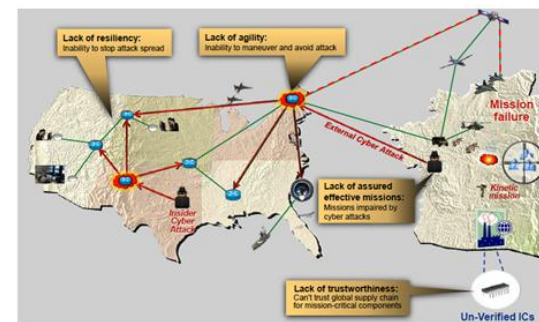 Lack of resiliency:
Inability to stop attack spread
Lack of agility:
Inability to maneuver and avoid attack
Mission
failure
External Cyber Attack
Kinetic
mission
Insider
Cyber
Attack
Lack of assured
effective missions:
Missions impaired by
cyber attacks
Lack of trustworthiness:
Can't trust global supply chain
for mission-critical components
Un-Verified ICs